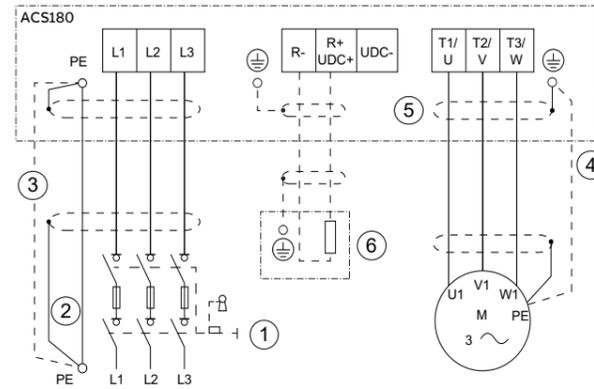 ACS180
PE
L1
L2
L3
R-
R+
UDC+
UDC-
T1/
U
T2/
V
T3/
W
5
3
4
6
2
1
U1
V1
W1
M
PE
3
PE
L1
L2
L3